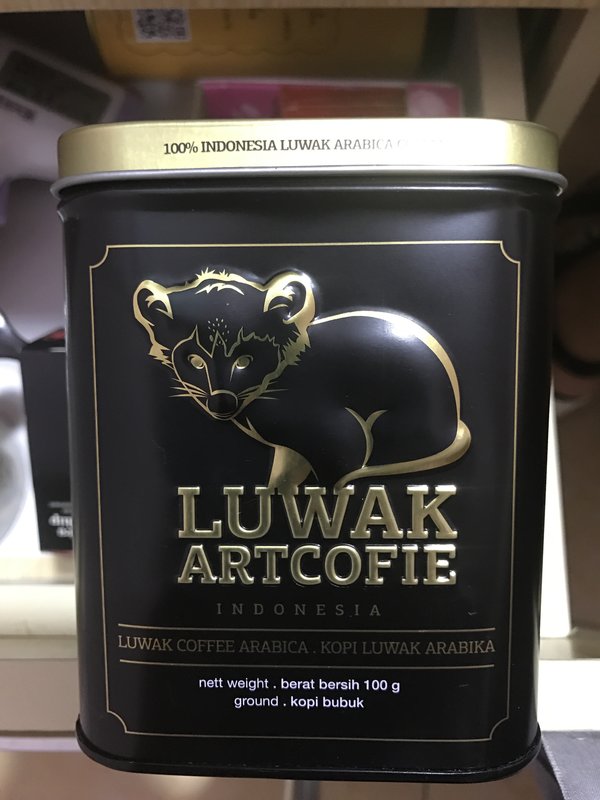 100% INDONESIA LUWAK ARABICA
LUWAK
ARTCOFIE
INDONESIA
LUWAK COFFEE ARABICA . KOPI LUWAK ARABIKA
nett weight . berat bersih 100 g
ground . kopi bubuk